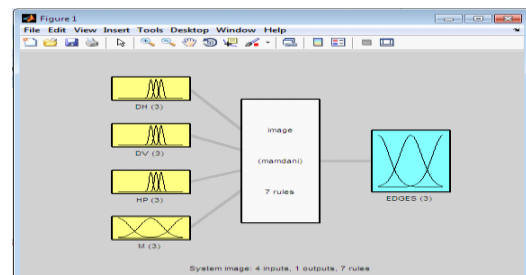 Figure 1
File Edit View Insert Tools Desktop Window Help
DH (3)
DV (3)
HP (3)
M (3)
image
(mamdani)
7 rules
EDGES (3)
System image: 4 inputs, 1 outputs, 7 rules